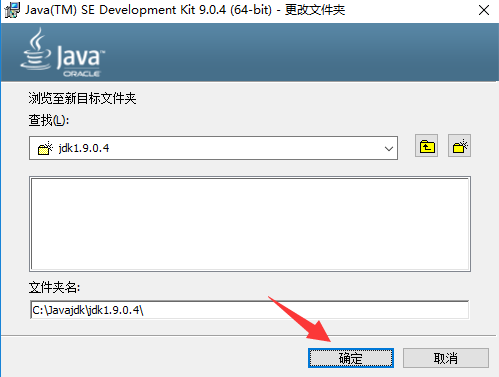 Java(TM) SE Development Kit 9.0.4 (64-bit) - 更改文件夹
Java™
ORACLE
浏览至新目标文件夹
查找(L):
jdk1.9.0.4
文件夹名:
C:\Javajdk\jdk1.9.0.4\
确定
取消